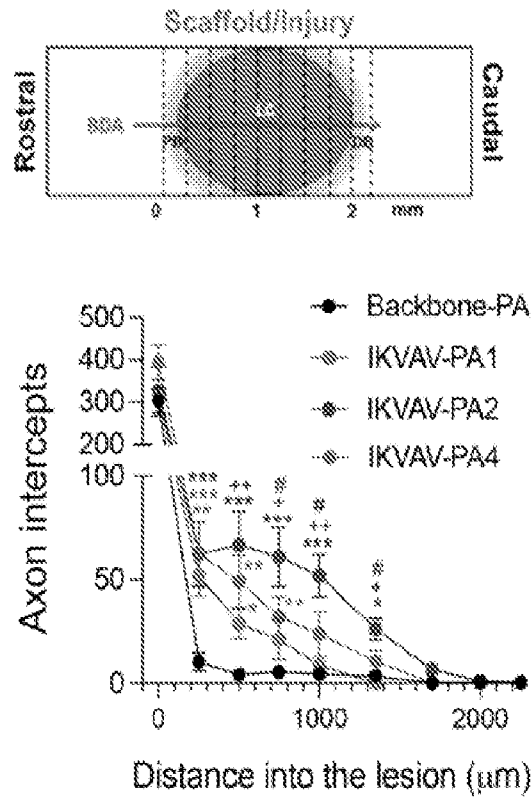 Scaffold/injury
Rostral
Caudal
BDA
0 1 2 mm
Backbone-PA
IKVAV-PA1
IKVAV-PA2
IKVAV-PA4
Axon intercepts
500
400
300
200
100
50
0
*** ++ # # #
*** *** + ++ +
** *** *** *
** **
*
0 1000 2000
Distance into the lesion (μm)